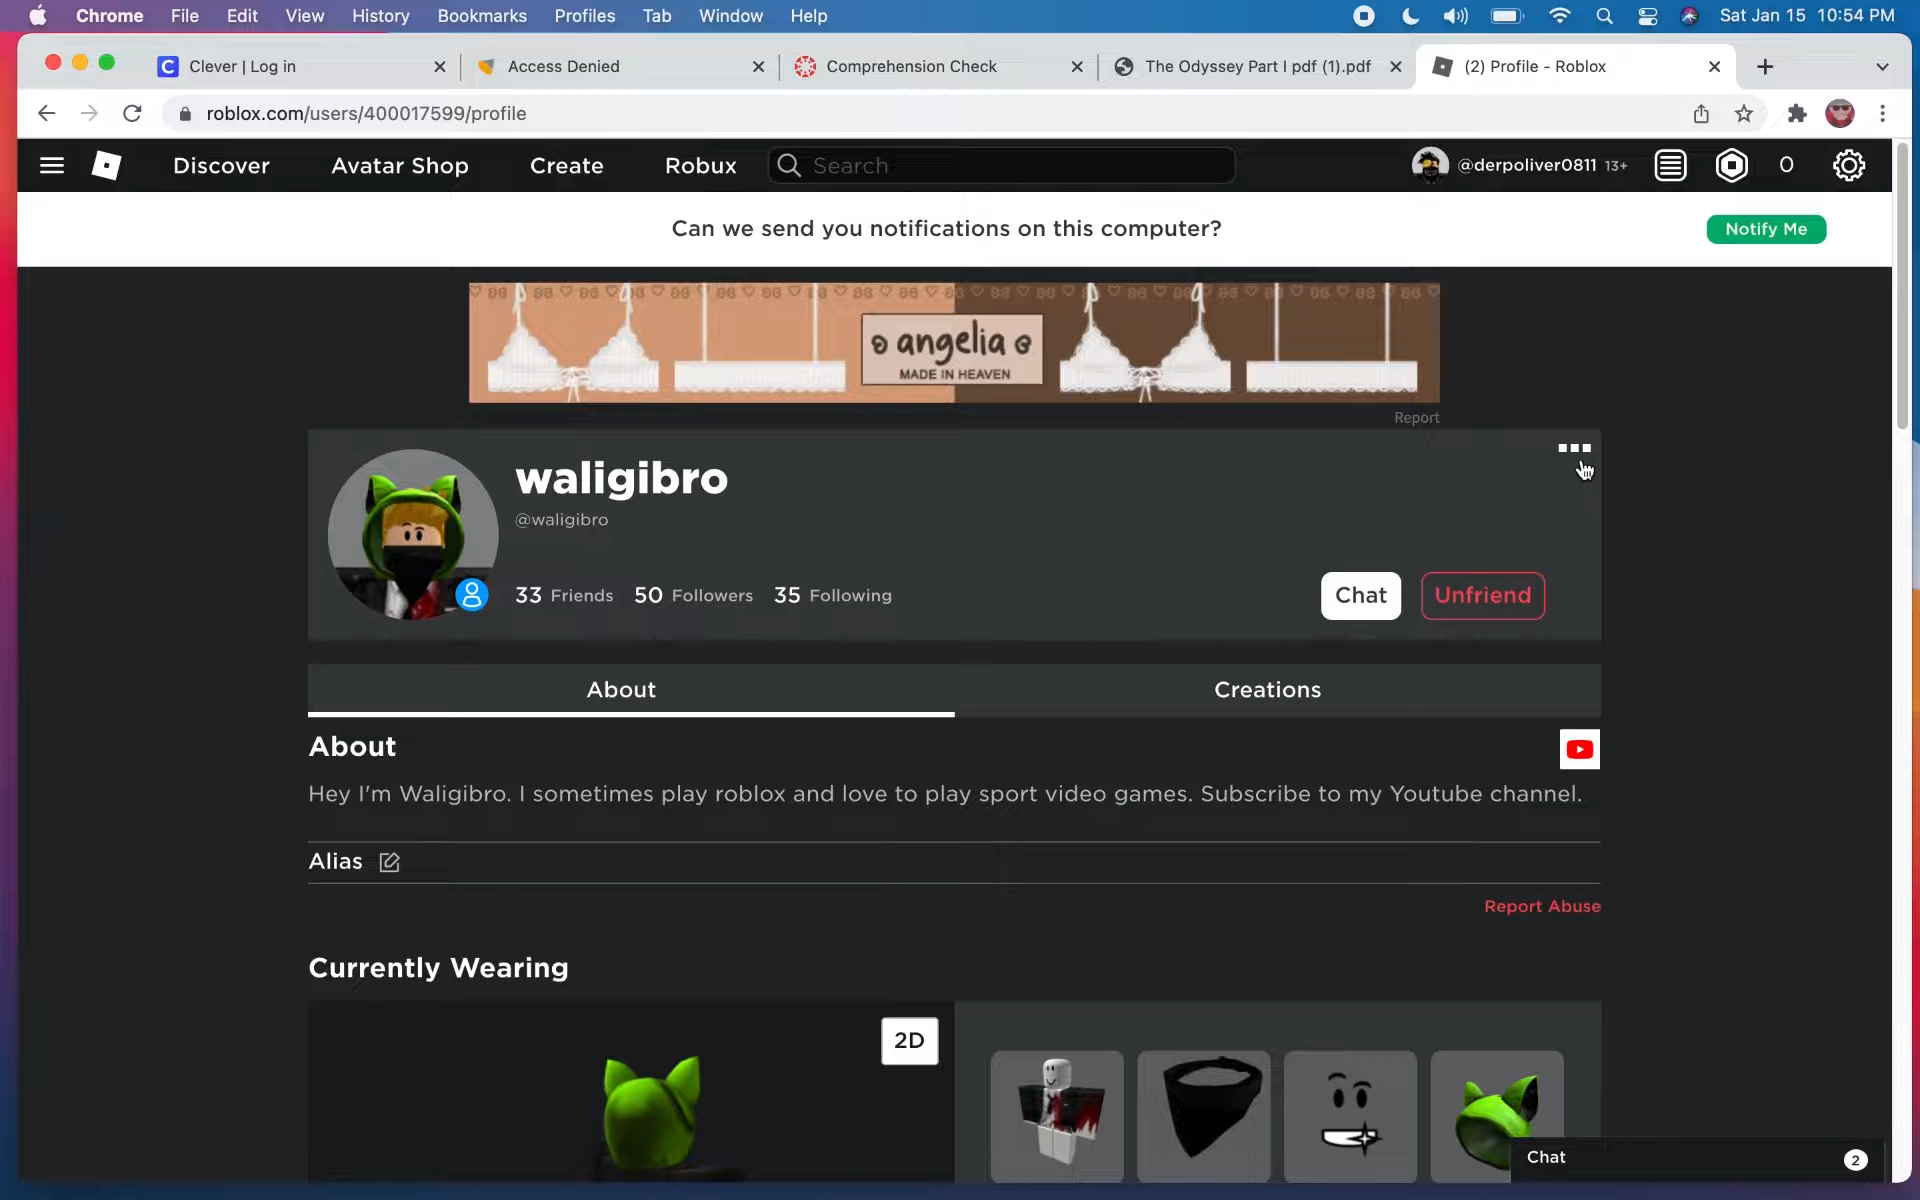 Chrome File Edit View History Bookmarks Profiles Tab Window Help Sat Jan 15 10:54 PM
Clever | Log in Access Denied Comprehension Check The Odyssey Part I pdf (1).pdf (2) Profile - Roblox
roblox.com/users/400017599/profile
Discover Avatar Shop Create Robux Search @derpoliver0811 13+ 0
Can we send you notifications on this computer? Notify Me
angelia
MADE IN HEAVEN
Report
waligibro
@waligibro
33 Friends 50 Followers 35 Following Chat Unfriend
About Creations
About
Hey I'm Waligibro. I sometimes play roblox and love to play sport video games. Subscribe to my Youtube channel.
Alias
Report Abuse
Currently Wearing
2D
Chat 2